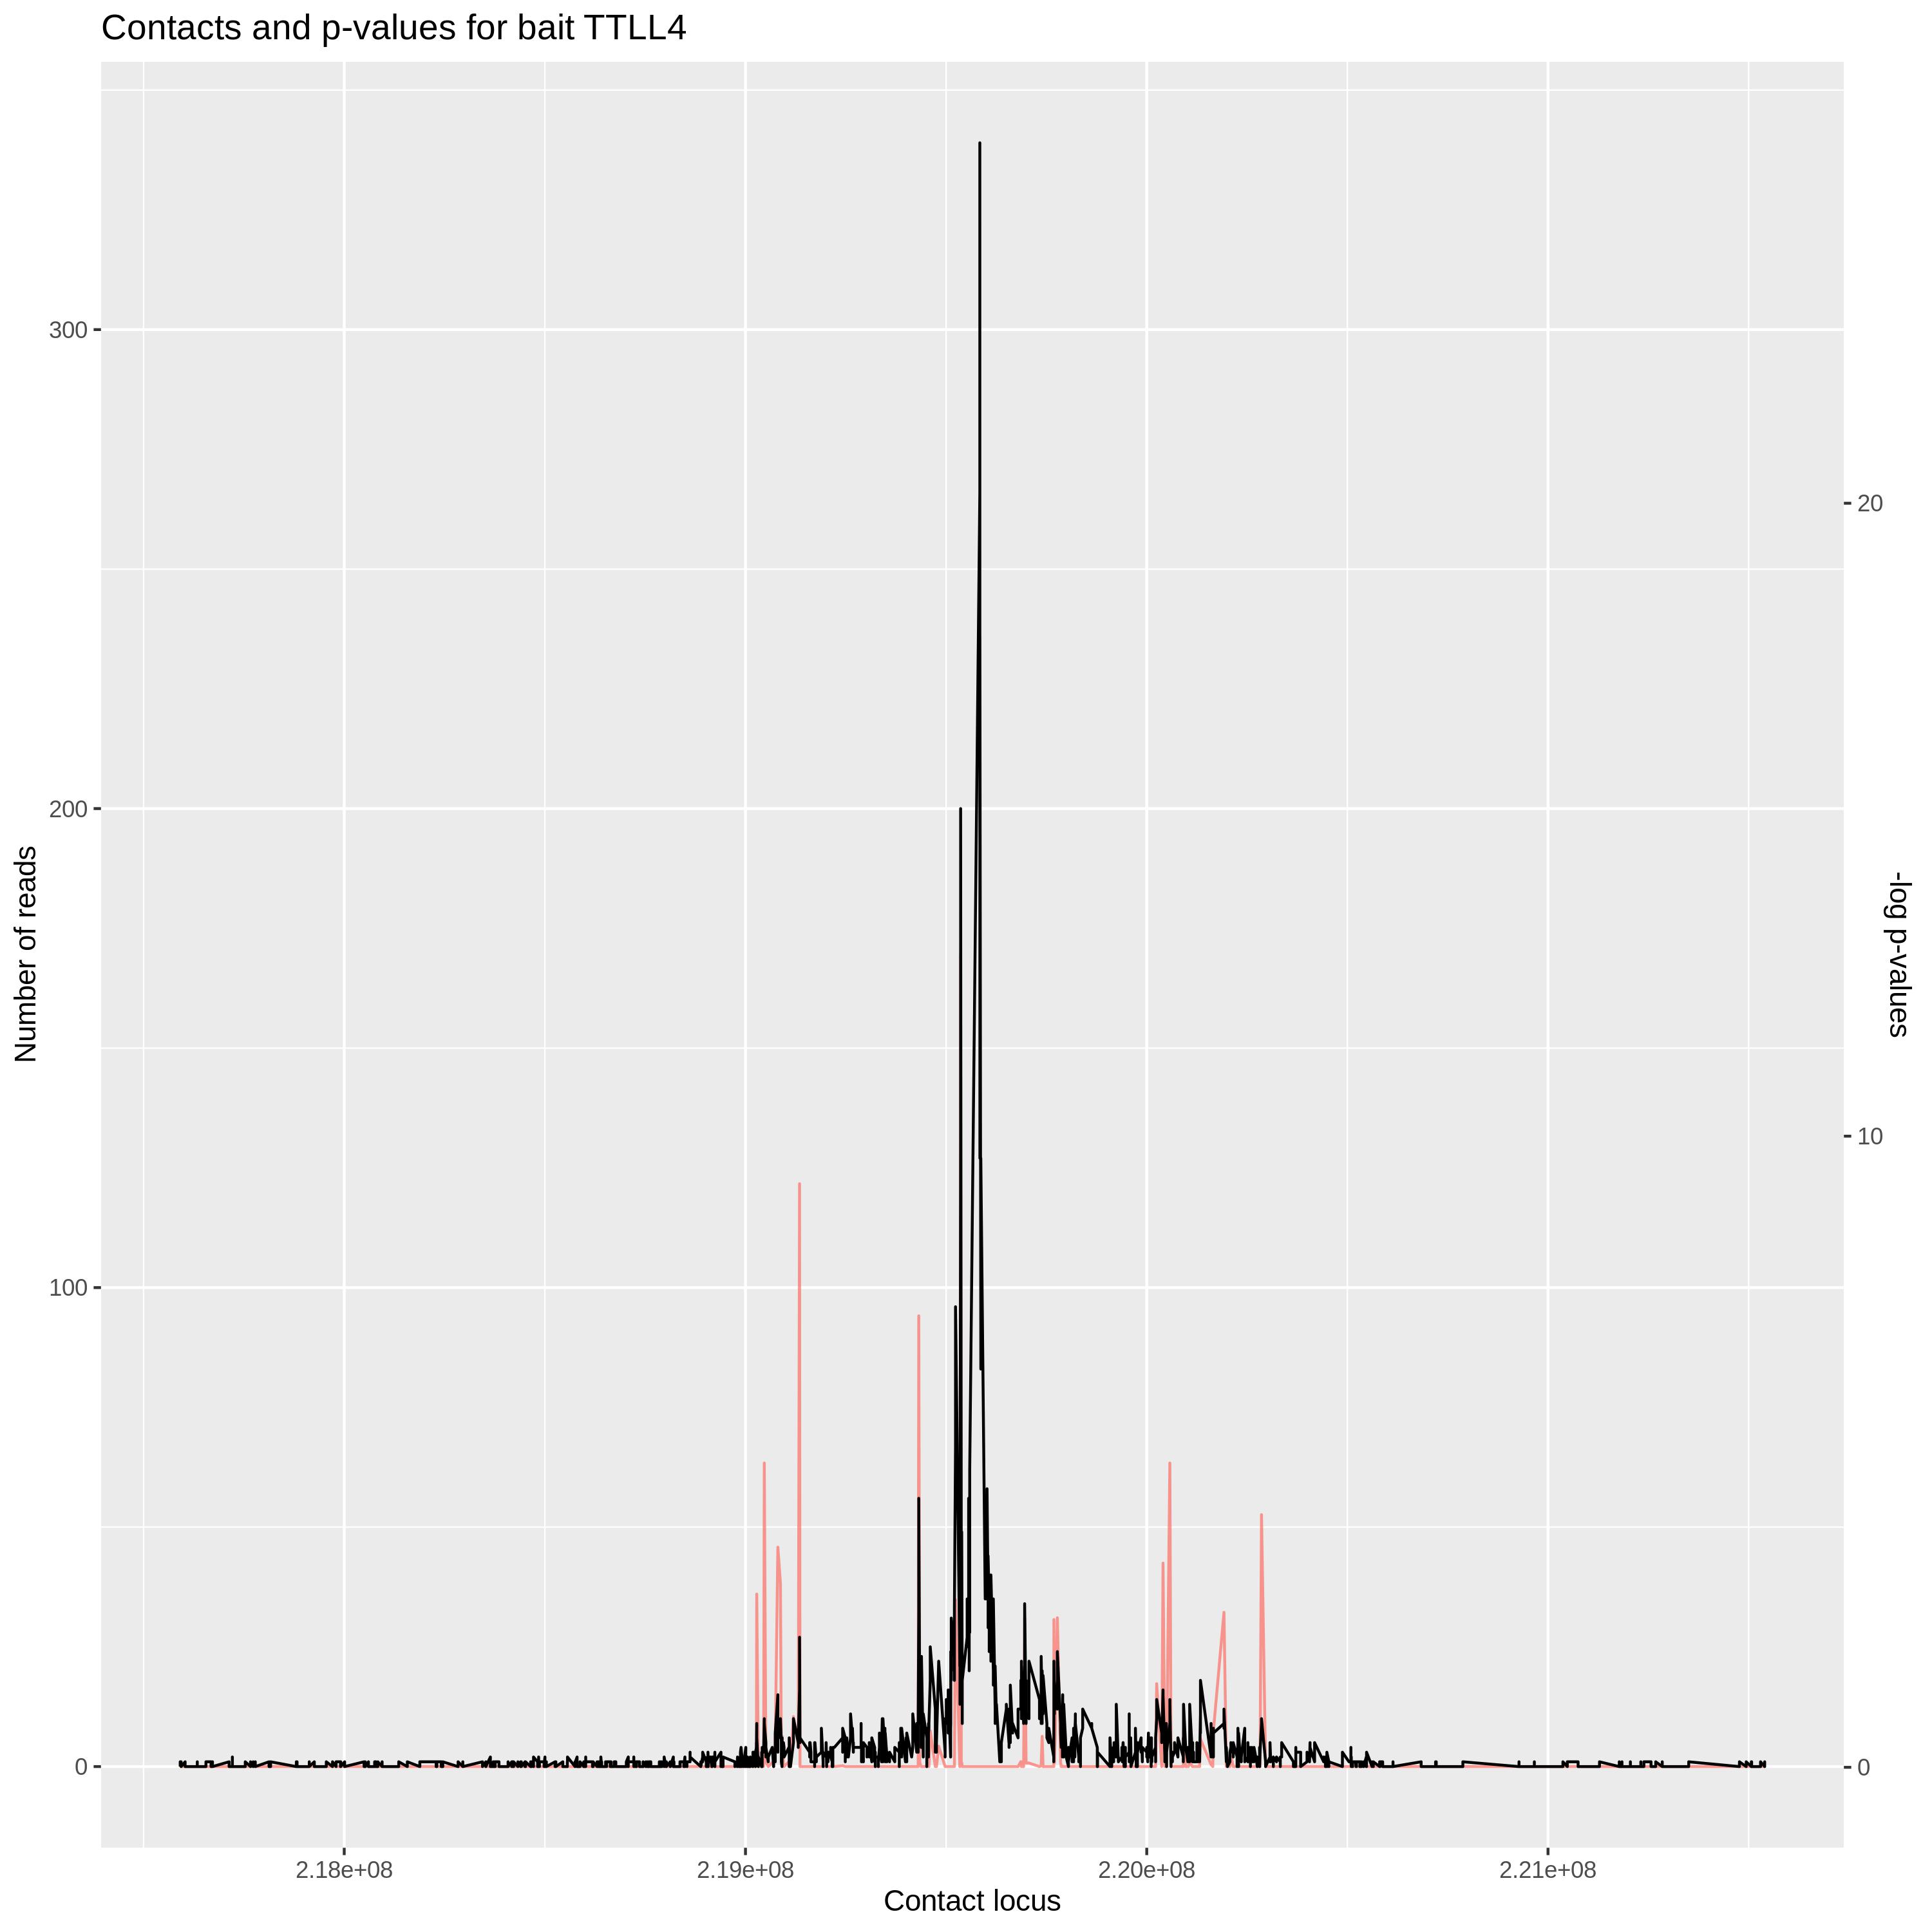 Contacts and p-values for bait TTLL4
Number of reads
300
200
100
0
20
10
0
-log p-values
2.18e+08
2.19e+08
2.20e+08
2.21e+08
Contact locus